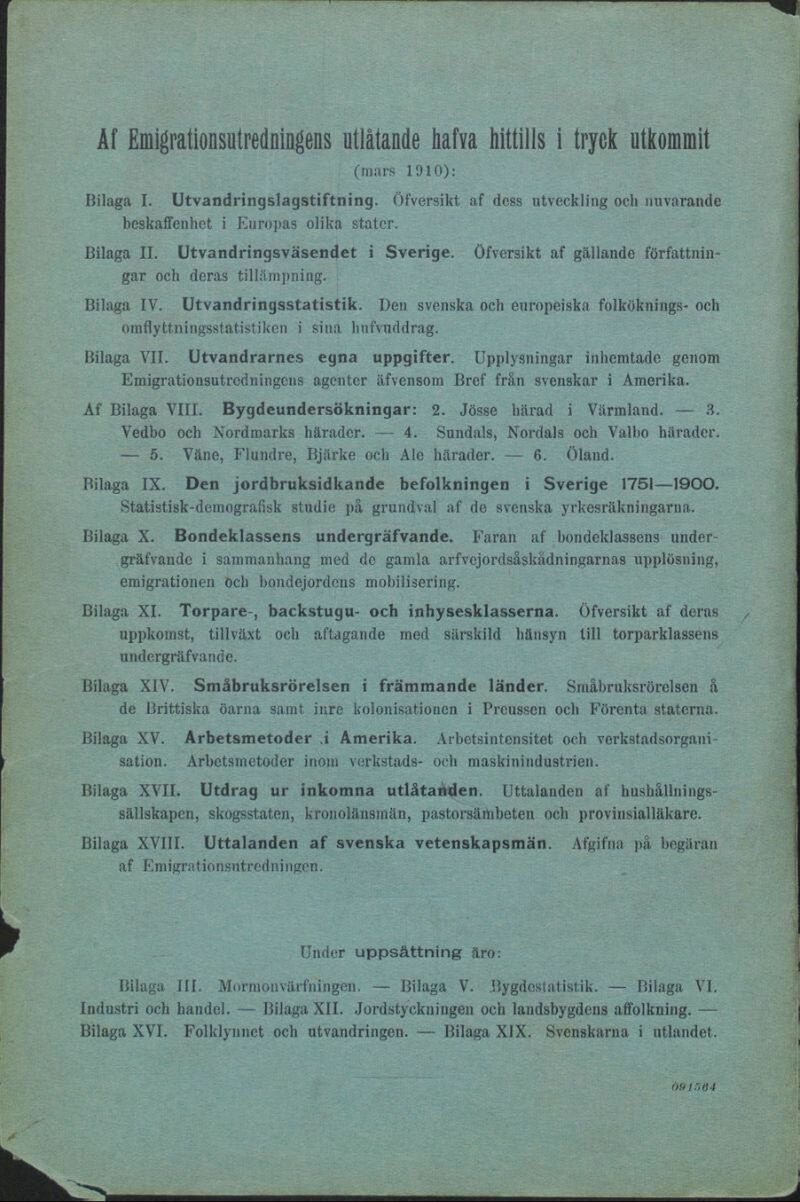 Af Emigrationsutredningens utlåtande hafva hittills i tryck utkommit
(mars 1910):
Bilaga I. Utvandringslagstiftning. Öfversikt af dess utveckling och nuvarande
beskaffenhet i Europas olika stater.
Bilaga II. Utvandringsväsendet i Sverige. Öfversikt af gällande författnin-
gar och deras tillämpning.
Bilaga IV. Utvandringsstatistik. Den svenska och europeiska folköknings- och
omflyttningsstatistiken i sina hufvuddrag.
Bilaga VII. Utvandrarnes egna uppgifter. Upplysningar inhemtade genom
Emigrationsutredningens agenter äfvensom Bref från svenskar i Amerika.
Af Bilaga VIII. Bygdeundersökningar: 2. Jösse härad i Värmland. — 3.
Vedbo och Nordmarks härader. — 4. Sundals, Nordals och Valbo härader.
— 5. Väne, Flundre, Bjärke och Ale härader. — 6. Öland.
Bilaga IX. Den jordbruksidkande befolkningen i Sverige 1751—1900.
Statistisk-demografisk studie på grundval af de svenska yrkesräkningarna.
Bilaga X. Bondeklassens undergräfvande. Faran af bondeklassens under-
gräfvande i sammanhang med de gamla arfvejordsåskådningarnas upplösning,
emigrationen och bondejordens mobilisering.
Bilaga XI. Torpare-, backstugu- och inhysesklasserna. Öfversikt af deras
uppkomst, tillväxt och aftagande med särskild hänsyn till torparklassens
undergräfvande.
Bilaga XIV. Småbruksrörelsen i främmande länder. Småbruksrörelsen å
de Brittiska öarna samt inre kolonisationen i Preussen och Förenta staterna.
Bilaga XV. Arbetsmetoder i Amerika. Arbetsintensitet och verkstadsorgani-
sation. Arbetsmetoder inom verkstads- och maskinindustrien.
Bilaga XVII. Utdrag ur inkomna utlåtanden. Uttalanden af hushållnings-
sällskapen, skogsstaten, kronolänsmän, pastorsämbeten och provinsialläkare.
Bilaga XVIII. Uttalanden af svenska vetenskapsmän. Afgifna på begäran
af Emigrationsutredningen.
Under uppsättning äro:
Bilaga III. Mormonvärfningen. — Bilaga V. Bygdestatistik. — Bilaga VI.
Industri och handel. — Bilaga XII. Jordstyckningen och landsbygdens affolkning. —
Bilaga XVI. Folklynnet och utvandringen. — Bilaga XIX. Svenskarna i utlandet.
091564